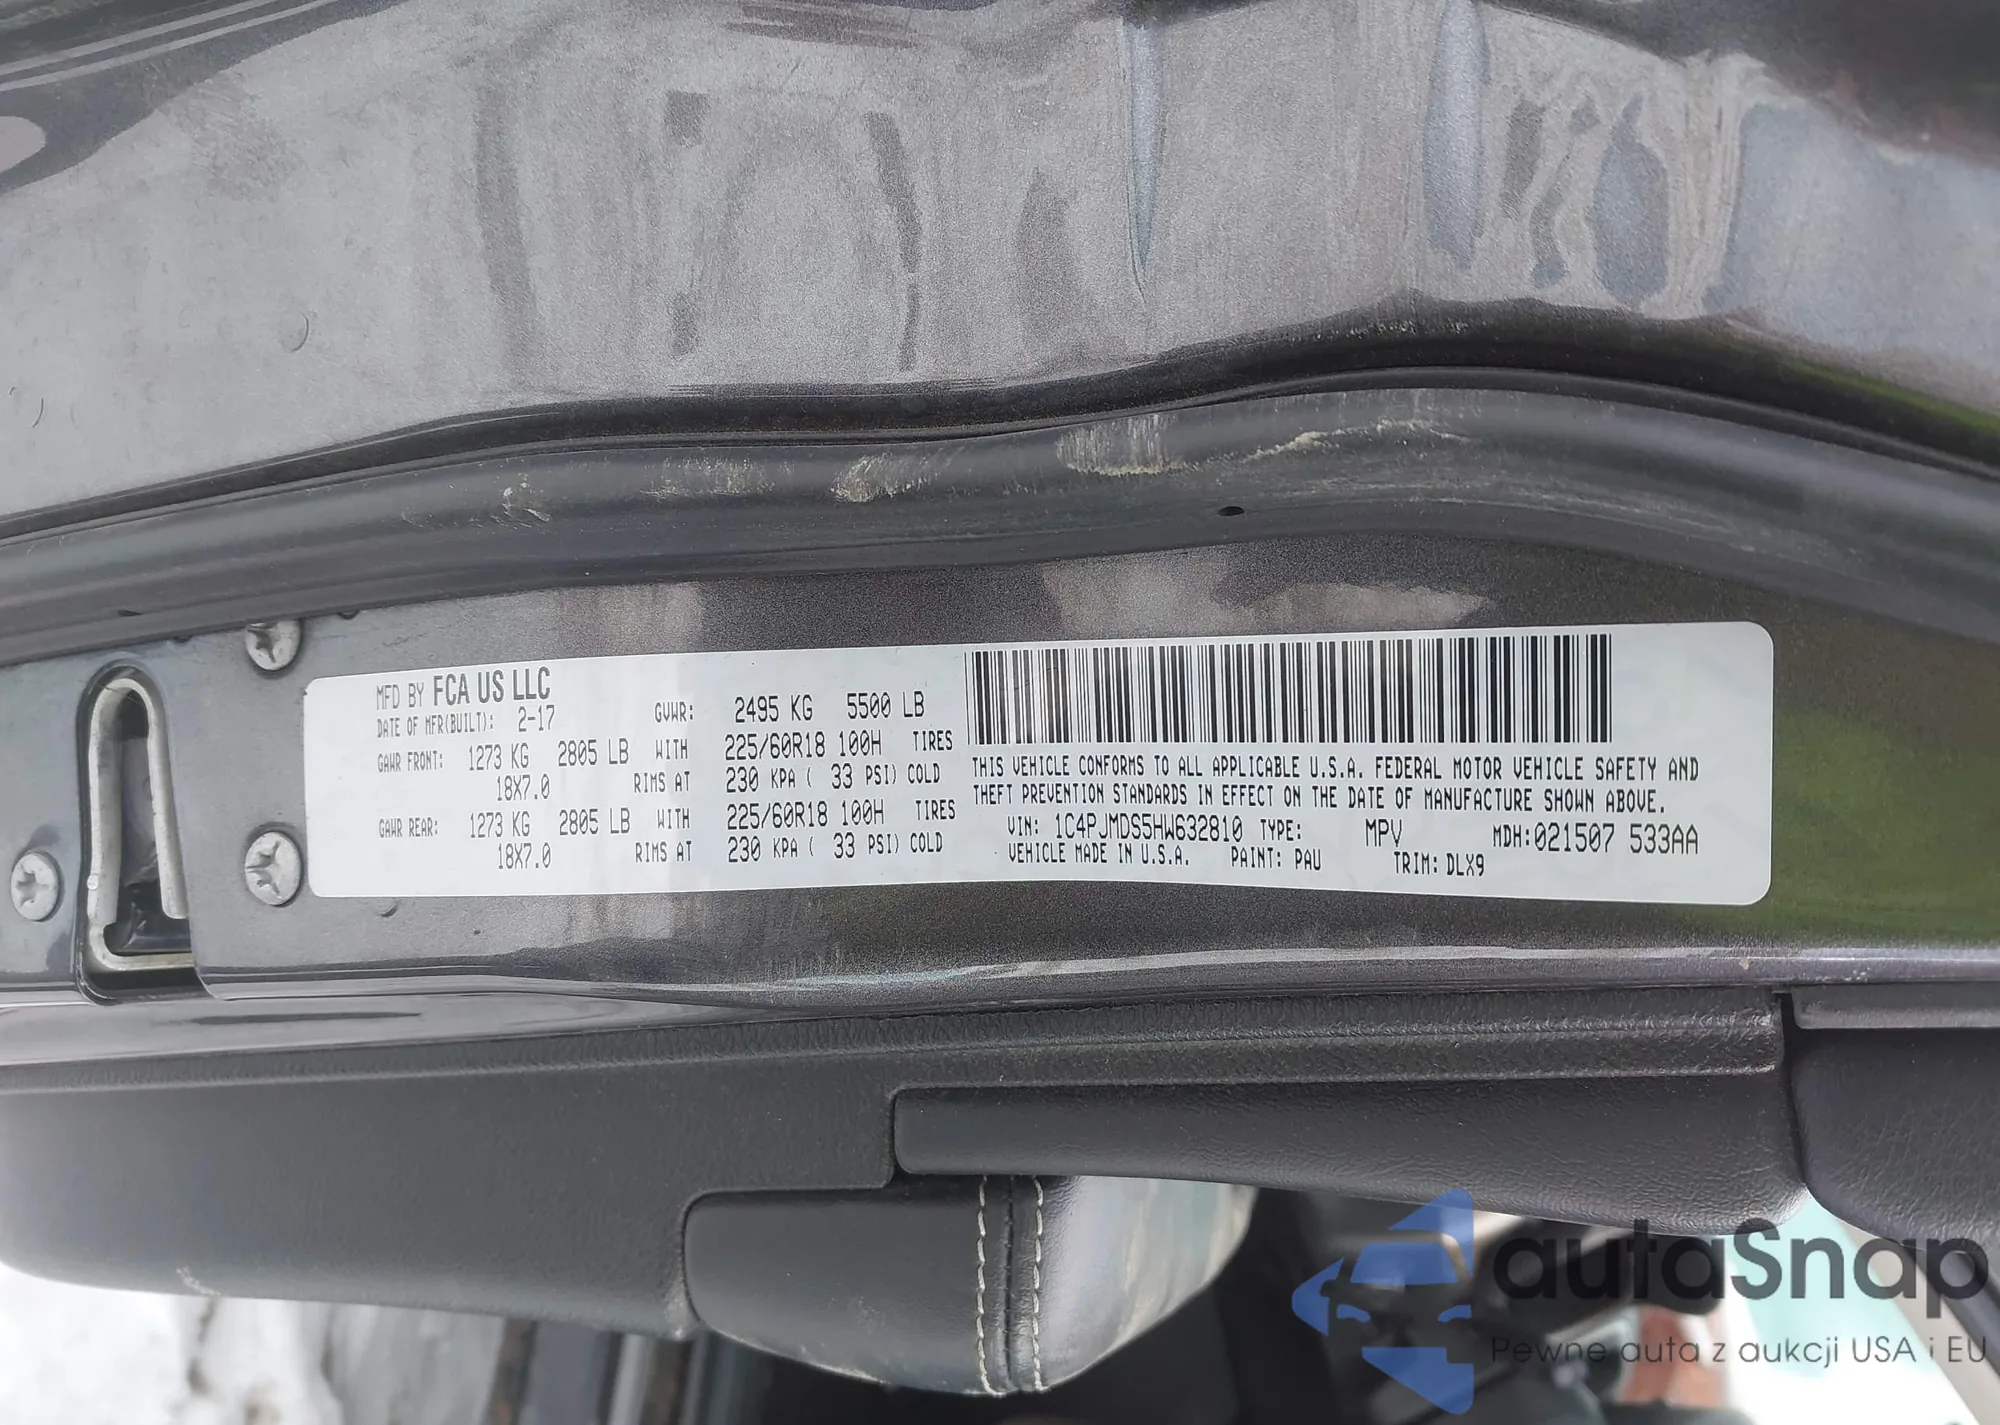 MFD BY FCA US LLC
DATE OF MFR(BUILT): 2-17 GVWR: 2495 KG 5500 LB
GAWR FRONT: 1273 KG 2805 LB WITH 225/60R18 100H TIRES
18X7.0 RIMS AT 230 KPA ( 33 PSI) COLD
GAWR REAR: 1273 KG 2805 LB WITH 225/60R18 100H TIRES
18X7.0 RIMS AT 230 KPA ( 33 PSI) COLD
THIS VEHICLE CONFORMS TO ALL APPLICABLE U.S.A. FEDERAL MOTOR VEHICLE SAFETY AND
THEFT PREVENTION STANDARDS IN EFFECT ON THE DATE OF MANUFACTURE SHOWN ABOVE.
VIN: 1C4PJMDS5HW632810 TYPE: MPV MDH:021507 533AA
VEHICLE MADE IN U.S.A. PAINT: PAU TRIM: DLX9
autaSnap
Pewne auta z aukcji USA i EU